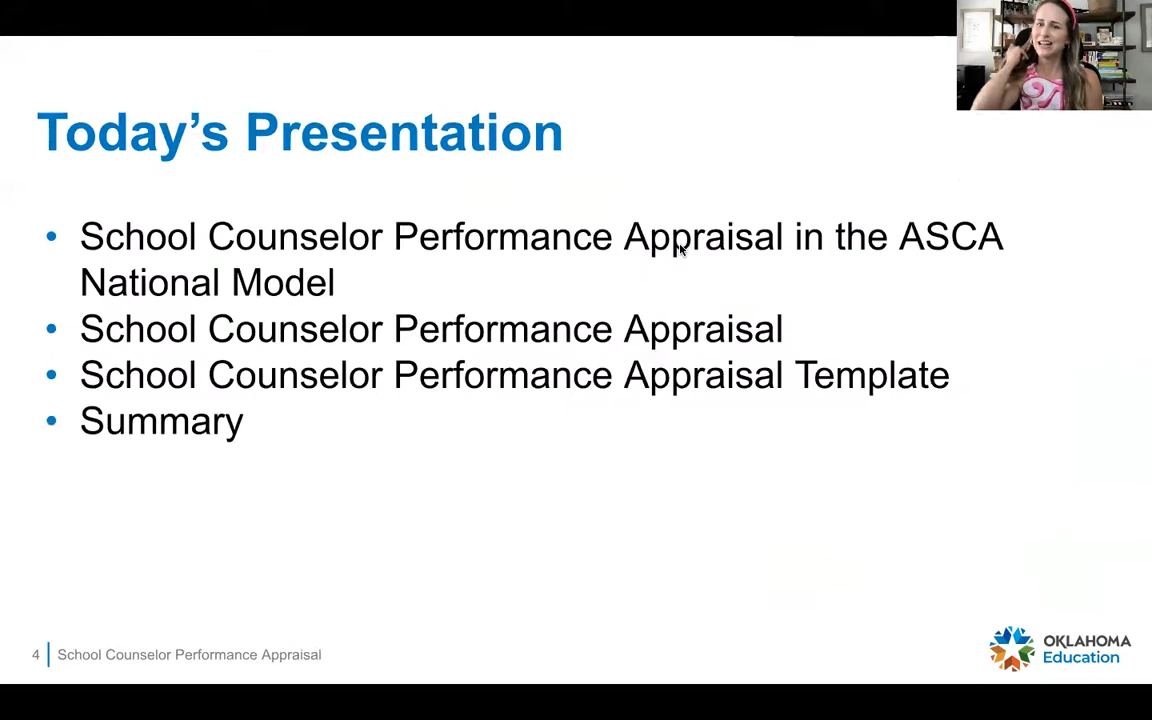 Today's Presentation
• School Counselor Performance Appraisal in the ASCA
National Model
• School Counselor Performance Appraisal
• School Counselor Performance Appraisal Template
• Summary
4 School Counselor Performance Appraisal
OKLAHOMA
Education